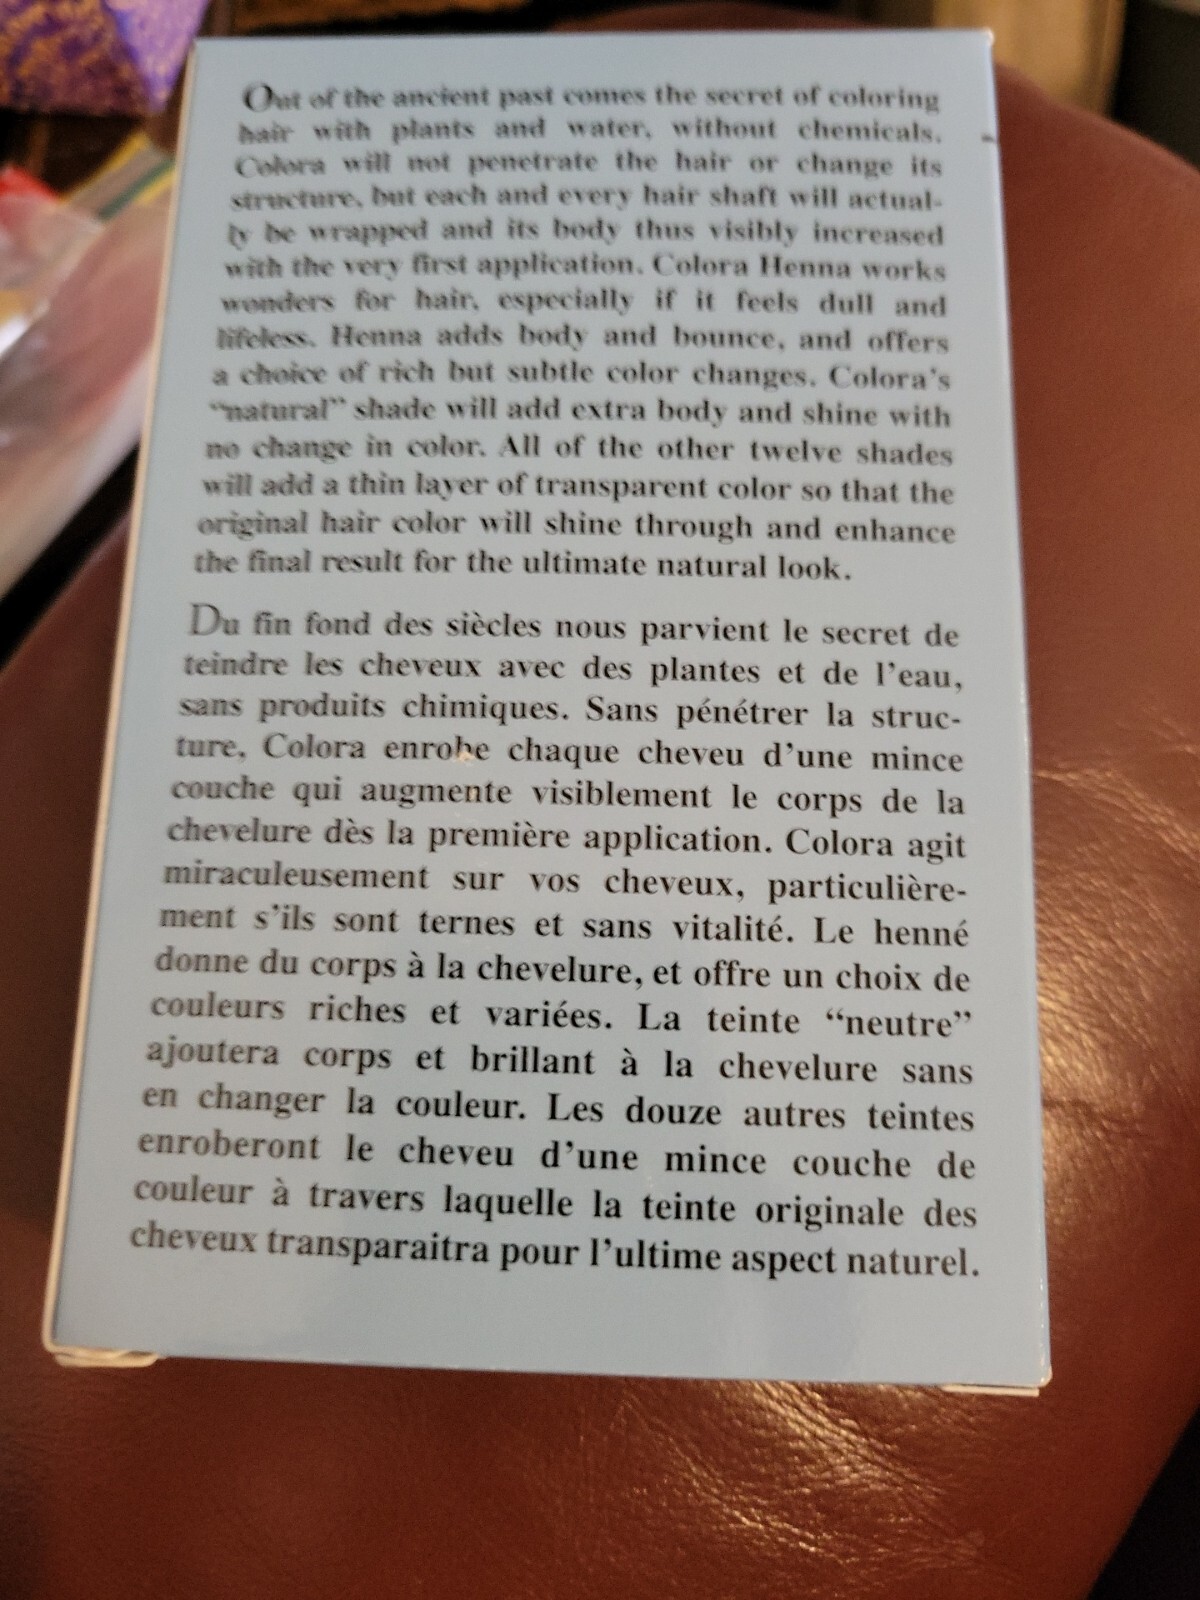 Out of the ancient past comes the secret of coloring
hair with plants and water, without chemicals.
Colora will not penetrate the hair or change its
structure, but each and every hair shaft will actual-
ly be wrapped and its body thus visibly increased
with the very first application. Colora Henna works
wonders for hair, especially if it feels dull and
lifeless. Henna adds body and bounce, and offers
a choice of rich but subtle color changes. Colora's
“natural” shade will add extra body and shine with
no change in color. All of the other twelve shades
will add a thin layer of transparent color so that the
original hair color will shine through and enhance
the final result for the ultimate natural look.
Du fin fond des siècles nous parvient le secret de
teindre les cheveux avec des plantes et de l'eau,
sans produits chimiques. Sans pénétrer la struc-
ture, Colora enrobe chaque cheveu d'une mince
couche qui augmente visiblement le corps de la
chevelure dès la première application. Colora agit
miraculeusement sur vos cheveux, particulière-
ment s'ils sont ternes et sans vitalité. Le henné
donne du corps à la chevelure, et offre un choix de
couleurs riches et variées. La teinte “neutre”
ajoutera corps et brillant à la chevelure sans
en changer la couleur. Les douze autres teintes
enroberont le cheveu d'une mince couche de
couleur à travers laquelle la teinte originale des
cheveux transparaitra pour l'ultime aspect naturel.